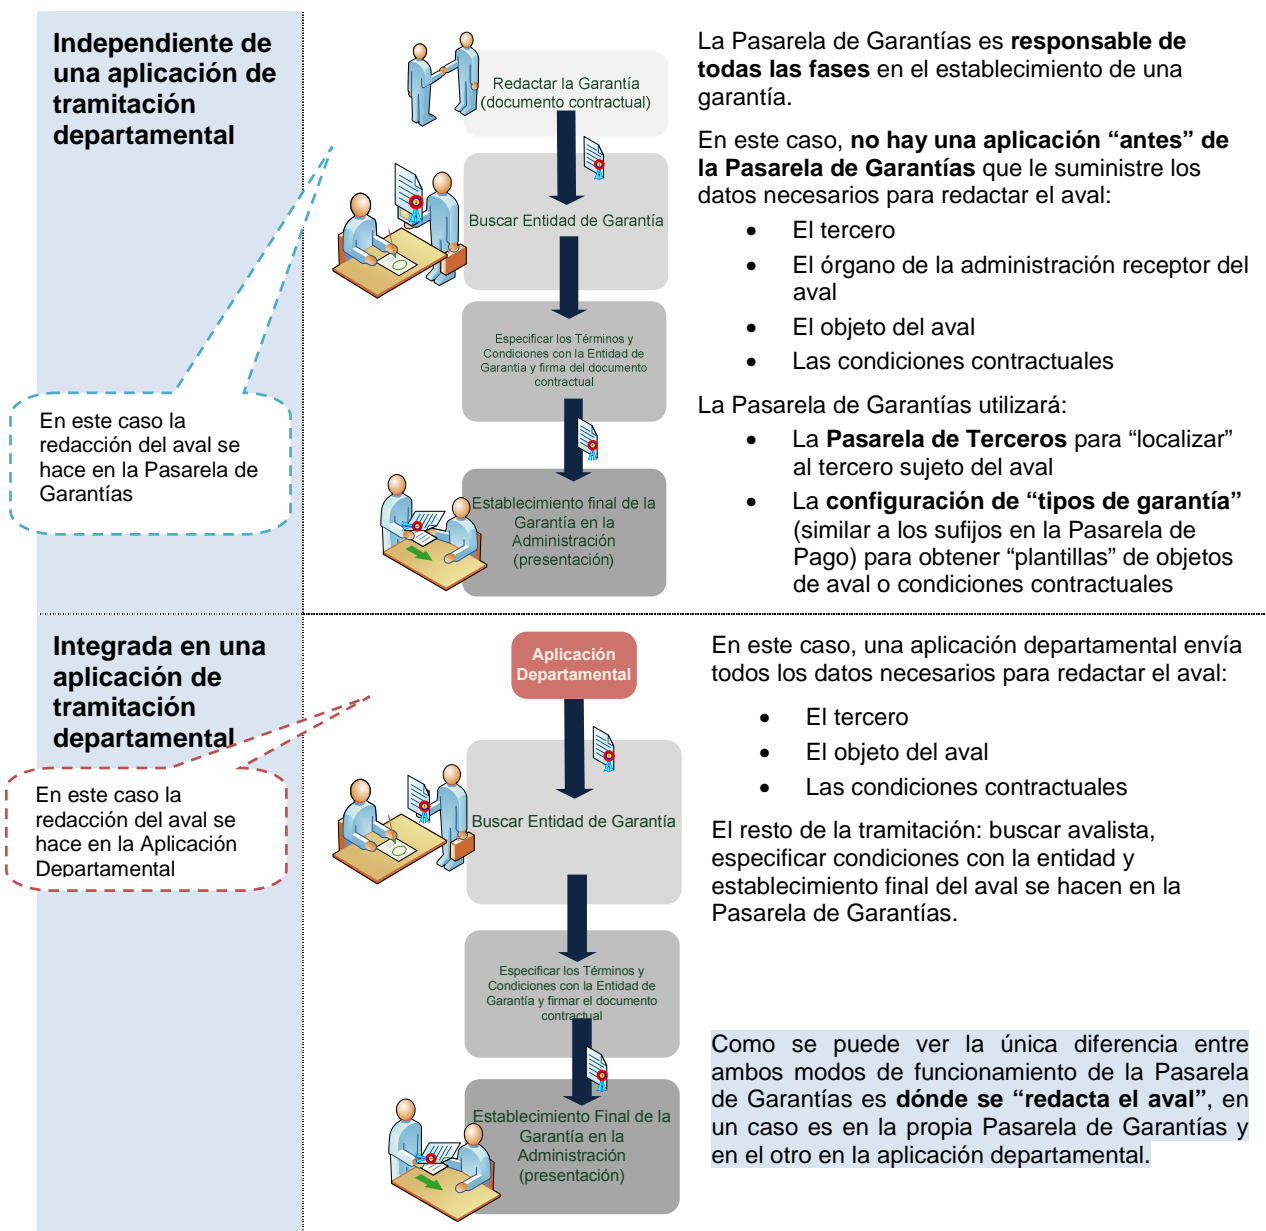 Independiente de
una aplicación de
tramitación
departamental
En este caso la
redacción del aval se
hace en la Pasarela de
Garantías
Redactar la Garantía
(documento contractual)
Buscar Entidad de Garantía
Especificar los Términos y
Condiciones con la Entidad de
Garantía y firma del documento
contractual
Establecimiento final de la
Garantía en la
Administración
(presentación)
La Pasarela de Garantías es responsable de
todas las fases en el establecimiento de una
garantía.
En este caso, no hay una aplicación “antes” de
la Pasarela de Garantías que le suministre los
datos necesarios para redactar el aval:
• El tercero
• El órgano de la administración receptor del
aval
• El objeto del aval
• Las condiciones contractuales
La Pasarela de Garantías utilizará:
• La Pasarela de Terceros para “localizar”
al tercero sujeto del aval
• La configuración de “tipos de garantía”
(similar a los sufijos en la Pasarela de
Pago) para obtener “plantillas” de objetos
de aval o condiciones contractuales
Integrada en una
aplicación de
tramitación
departamental
En este caso la
redacción del aval se
hace en la Aplicación
Departamental
Aplicación
Departamental
Buscar Entidad de Garantía
Especificar los Términos y
Condiciones con la Entidad de
Garantía y firmar el documento
contractual
Establecimiento Final de la
Garantía en la
Administración
(presentación)
En este caso, una aplicación departamental envía
todos los datos necesarios para redactar el aval:
• El tercero
• El objeto del aval
• Las condiciones contractuales
El resto de la tramitación: buscar avalista,
especificar condiciones con la entidad y
establecimiento final del aval se hacen en la
Pasarela de Garantías.
Como se puede ver la única diferencia entre
ambos modos de funcionamiento de la Pasarela
de Garantías es dónde se “redacta el aval”, en
un caso es en la propia Pasarela de Garantías y
en el otro en la aplicación departamental.